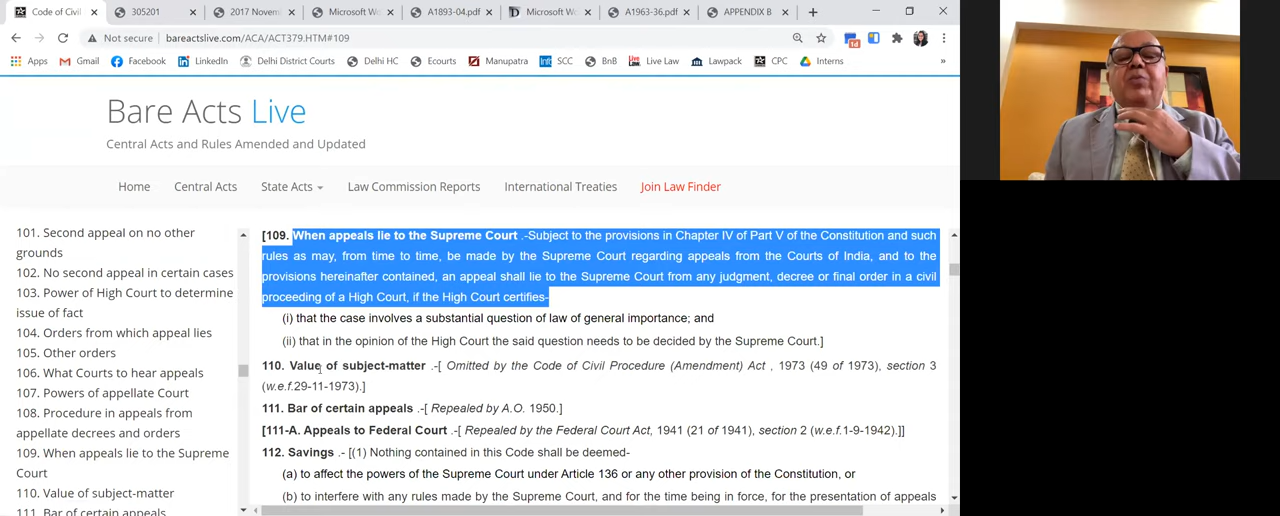 Code of Civil
305201
2017 Novem
Microsoft Wo
A1893-04.pdf
Microsoft Wo
A1963-36.pdf
APPENDIX B
Not secure | bareactslive.com/ACA/ACT379.HTM#109
Apps Gmail Facebook LinkedIn Delhi District Courts Delhi HC Ecourts Manupatra SCC BnB Live Law Lawpack CPC Interns »
Bare Acts Live
Central Acts and Rules Amended and Updated
Home Central Acts State Acts Law Commission Reports International Treaties Join Law Finder
101. Second appeal on no other
grounds
102. No second appeal in certain cases
103. Power of High Court to determine
issue of fact
104. Orders from which appeal lies
105. Other orders
106. What Courts to hear appeals
107. Powers of appellate Court
108. Procedure in appeals from
appellate decrees and orders
109. When appeals lie to the Supreme
Court
110. Value of subject-matter
111. Bar of certain appeals
[109. When appeals lie to the Supreme Court .-Subject to the provisions in Chapter IV of Part V of the Constitution and such
rules as may, from time to time, be made by the Supreme Court regarding appeals from the Courts of India, and to the
provisions hereinafter contained, an appeal shall lie to the Supreme Court from any judgment, decree or final order in a civil
proceeding of a High Court, if the High Court certifies-
(i) that the case involves a substantial question of law of general importance; and
(ii) that in the opinion of the High Court the said question needs to be decided by the Supreme Court.]
110. Value of subject-matter .-[ Omitted by the Code of Civil Procedure (Amendment) Act , 1973 (49 of 1973), section 3
(w.e.f.29-11-1973).]
111. Bar of certain appeals .-[ Repealed by A.O. 1950.]
[111-A. Appeals to Federal Court .-[ Repealed by the Federal Court Act, 1941 (21 of 1941), section 2 (w.e.f.1-9-1942).]]
112. Savings .- [(1) Nothing contained in this Code shall be deemed-
(a) to affect the powers of the Supreme Court under Article 136 or any other provision of the Constitution, or
(b) to interfere with any rules made by the Supreme Court, and for the time being in force, for the presentation of appeals